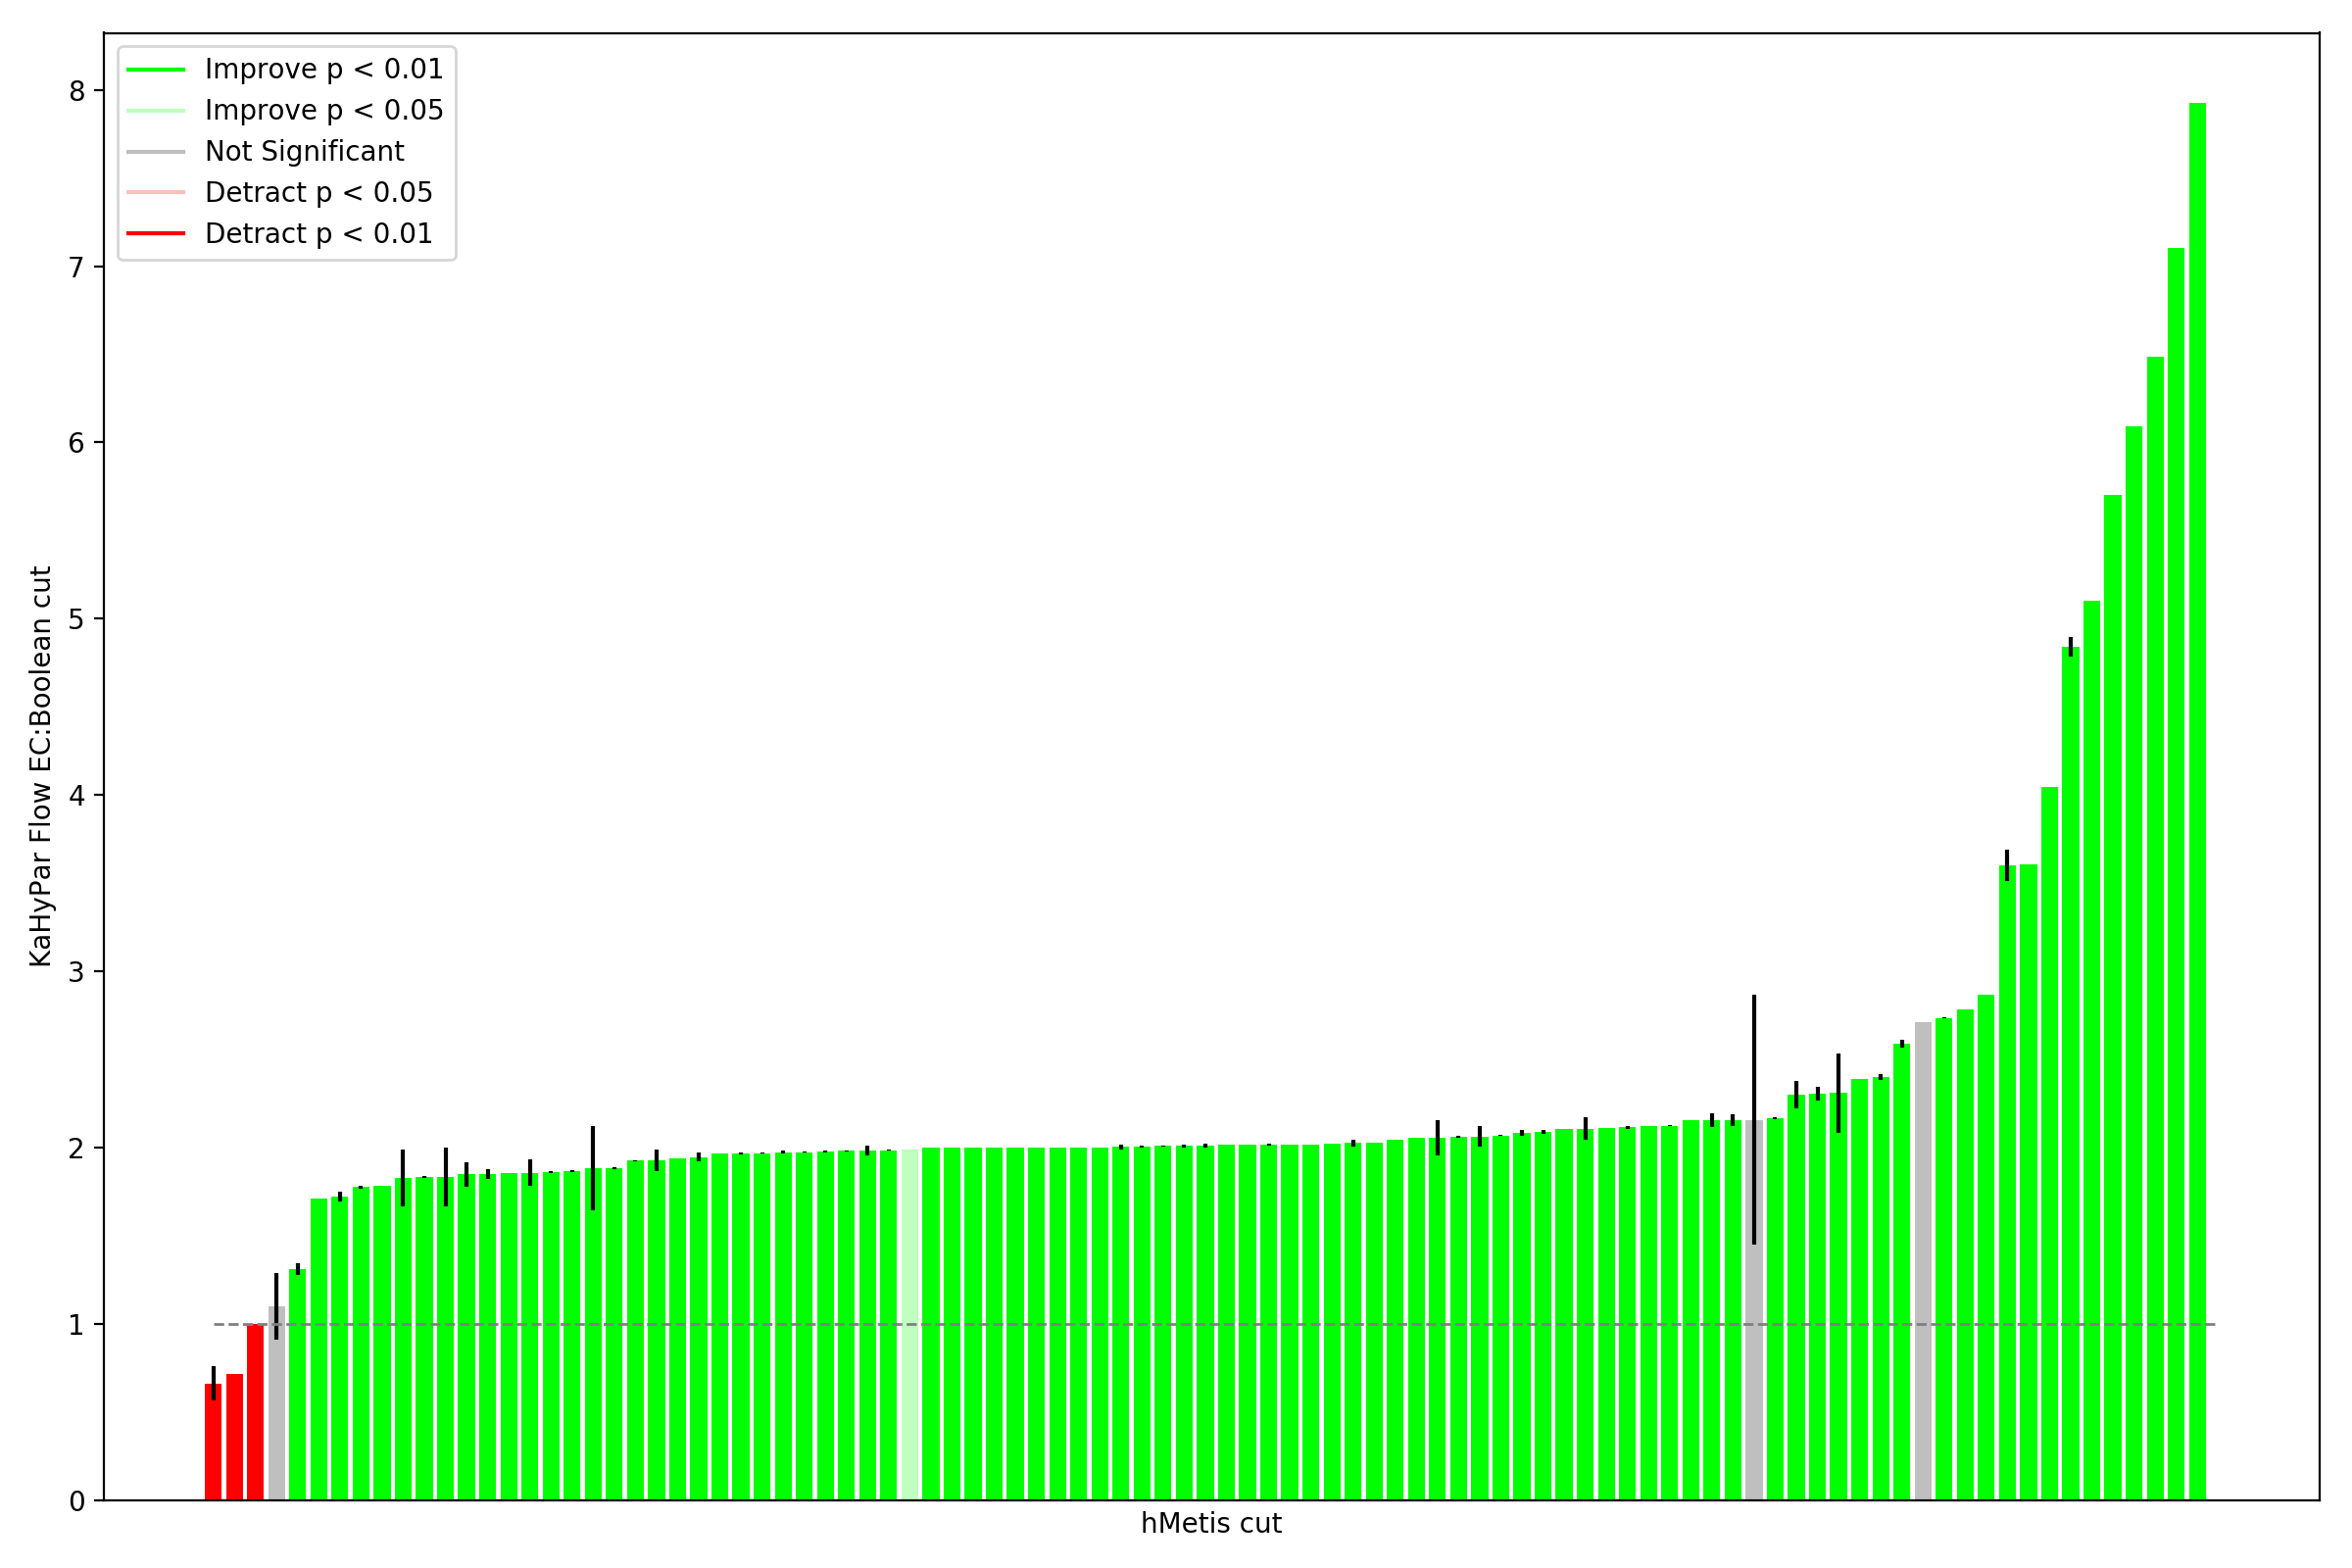 Improve p < 0.01
Improve p < 0.05
Not Significant
Detract p < 0.05
Detract p < 0.01
8
7
6
5
4
3
2
1
0
KaHyPar Flow EC:Boolean cut
hMetis cut